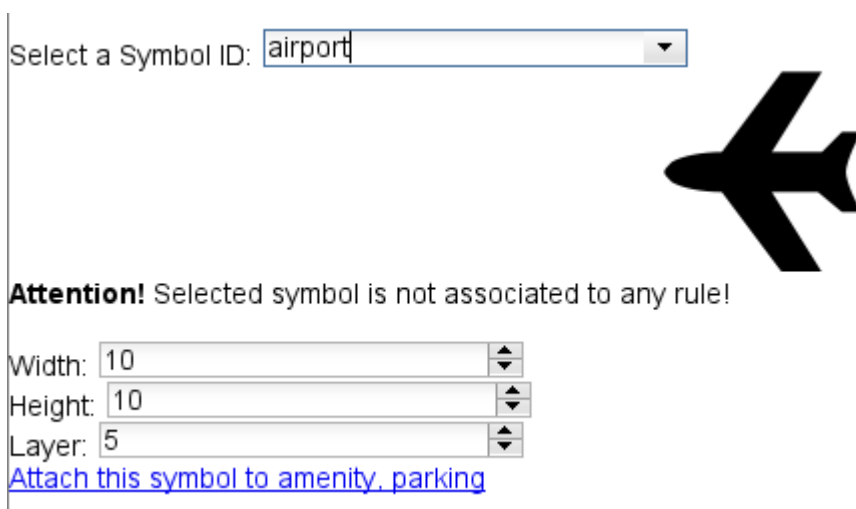 Select a Symbol ID: airport
Attention! Selected symbol is not associated to any rule!
Width: 10
Height: 10
Layer: 5
Attach this symbol to amenity, parking